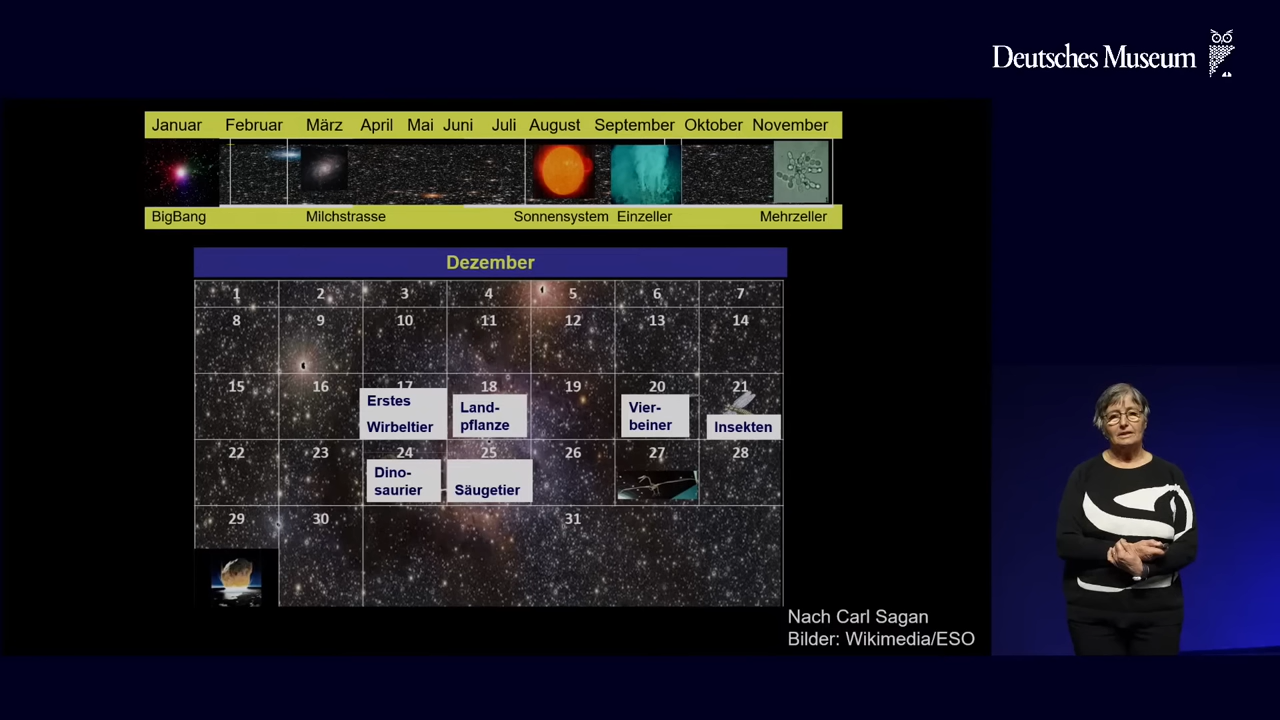 Deutsches Museum
Januar Februar März April Mai Juni Juli August September Oktober November
BigBang Milchstrasse Sonnensystem Einzeller Mehrzeller
Dezember
1 2 3 4 5 6 7
8 9 10 11 12 13 14
15 16 17 18 19 20 21
Erstes
Wirbeltier
Land-
pflanze
Vier-
beiner
Insekten
22 23 24 25 26 27 28
Dino-
saurier
Säugetier
29 30 31
Nach Carl Sagan
Bilder: Wikimedia/ESO